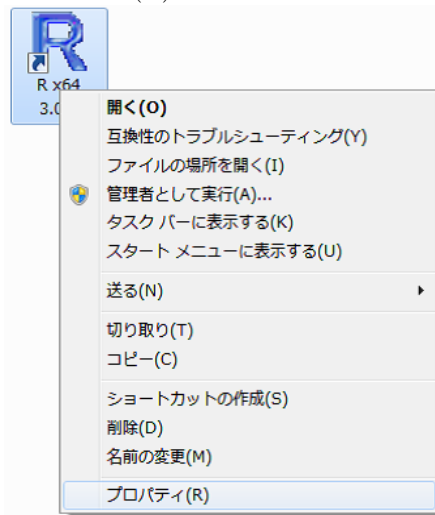 R x64
3.0
開く(O)
互換性のトラブルシューティング(Y)
ファイルの場所を開く(I)
管理者として実行(A)...
タスク バーに表示する(K)
スタート メニューに表示する(U)
送る(N)
切り取り(T)
コピー(C)
ショートカットの作成(S)
削除(D)
名前の変更(M)
プロパティ(R)